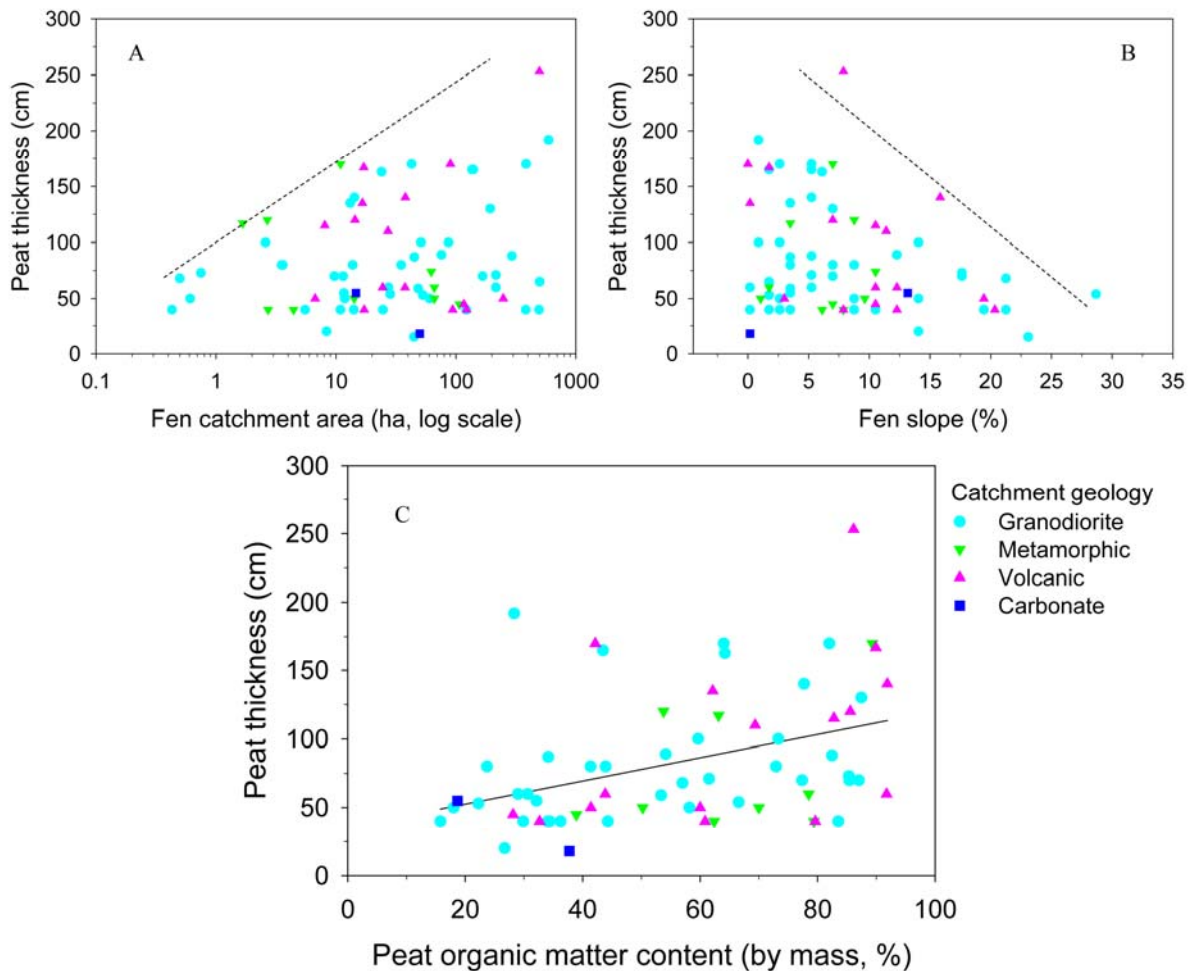 300
250
200
150
100
50
0
Peat thickness (cm)
A
0.1 1 10 100 1000
Fen catchment area (ha, log scale)
300
250
200
150
100
50
0
Peat thickness (cm)
B
0 5 10 15 20 25 30 35
Fen slope (%)
300
250
200
150
100
50
0
Peat thickness (cm)
C
0 20 40 60 80 100
Peat organic matter content (by mass, %)
Catchment geology
Granodiorite
Metamorphic
Volcanic
Carbonate